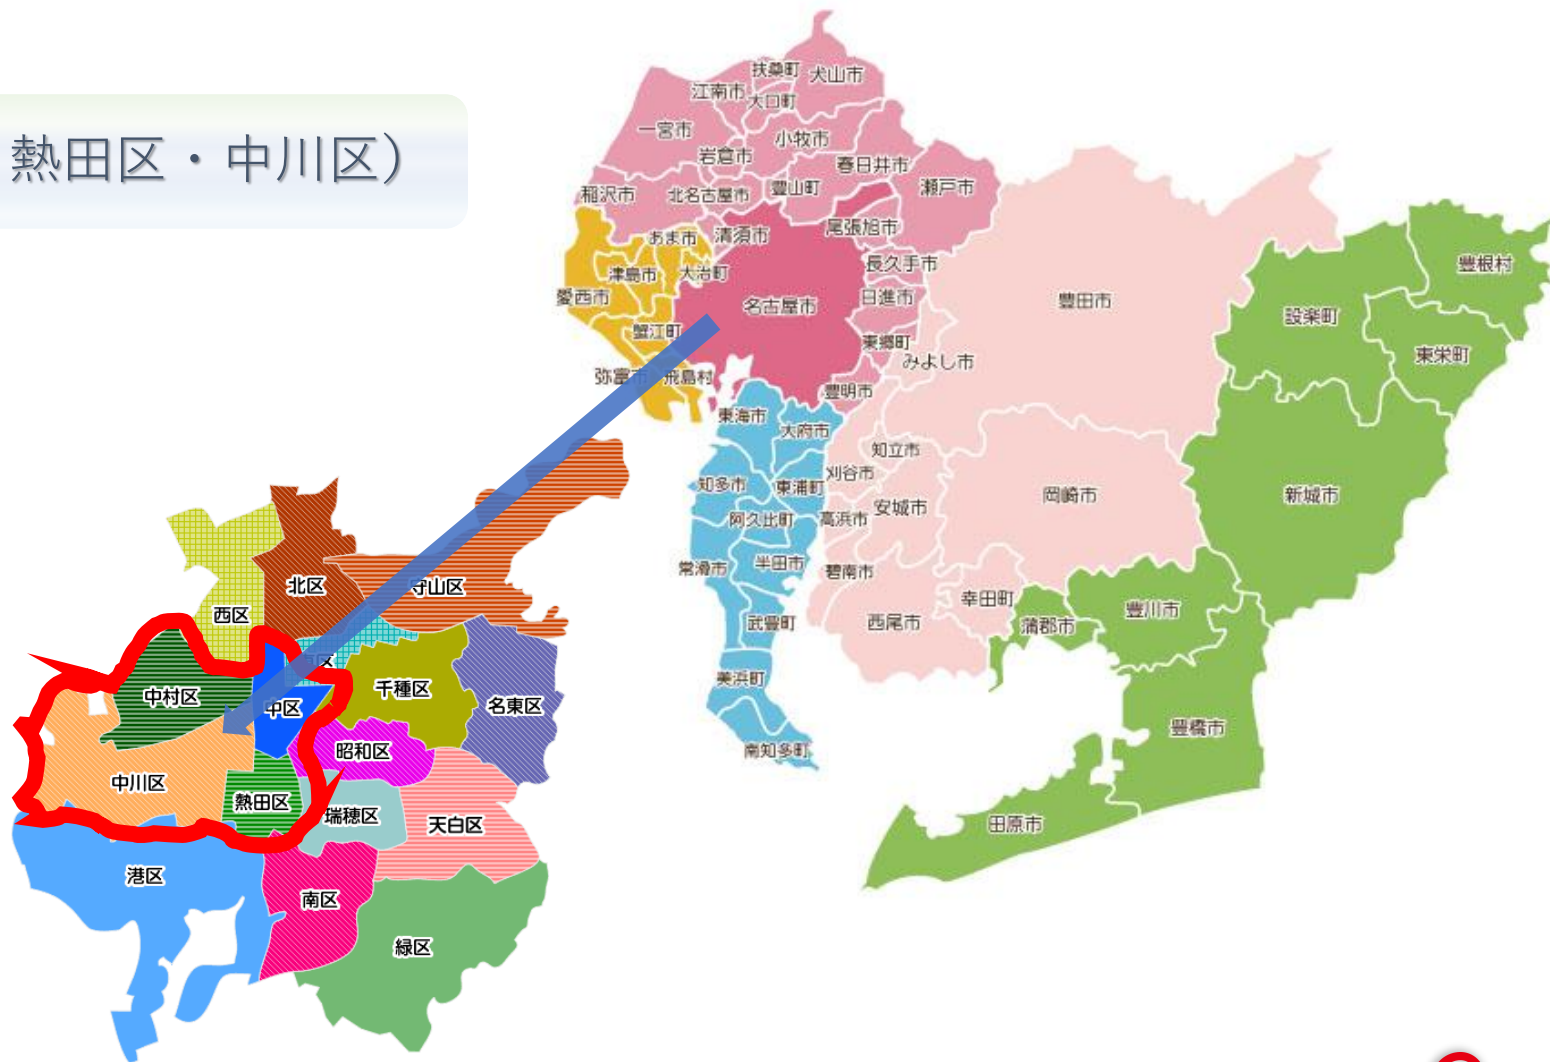 熱田区・中川区）
扶桑町
犬山市
江南市
大口町
一宮市
小牧市
岩倉市
春日井市
稲沢市
北名古屋市
豊山町
瀬戸市
あま市
清須市
尾張旭市
津島市
大治町
長久手市
豊根村
愛西市
名古屋市
日進市
豊田市
設楽町
蟹江町
東郷町
みよし市
東栄町
弥富市
飛島村
豊明市
東海市
大府市
知立市
知多市
東浦町
刈谷市
岡崎市
新城市
阿久比町
高浜市
安城市
常滑市
半田市
碧南市
幸田町
豊川市
武豊町
西尾市
蒲郡市
美浜町
豊橋市
南知多町
田原市
北区
守山区
西区
区
中村区
中区
千種区
名東区
昭和区
中川区
熱田区
瑞穂区
天白区
港区
南区
緑区